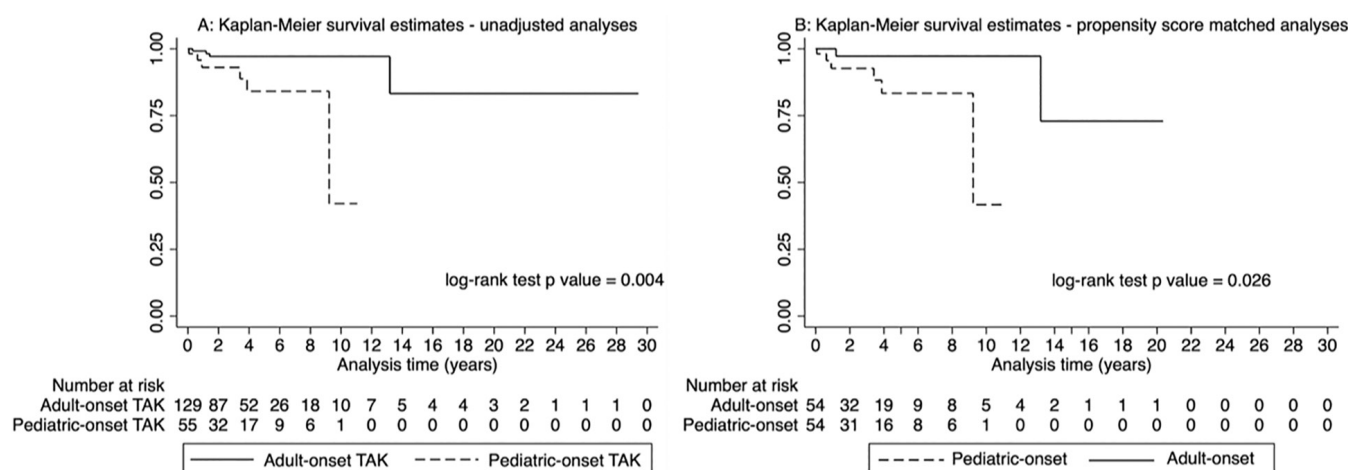 A: Kaplan-Meier survival estimates - unadjusted analyses
1.00
0.75
0.50
0.25
0.00
log-rank test p value = 0.004
0 2 4 6 8 10 12 14 16 18 20 22 24 26 28 30
Analysis time (years)
Number at risk
Adult-onset TAK 129 87 52 26 18 10 7 5 4 4 3 2 1 1 1 0
Pediatric-onset TAK 55 32 17 9 6 1 0 0 0 0 0 0 0 0 0 0
Adult-onset TAK Pediatric-onset TAK
B: Kaplan-Meier survival estimates - propensity score matched analyses
1.00
0.75
0.50
0.25
0.00
log-rank test p value = 0.026
0 2 4 6 8 10 12 14 16 18 20 22 24 26 28 30
Analysis time (years)
Number at risk
Adult-onset 54 32 19 9 8 5 4 2 1 1 1 0 0 0 0 0
Pediatric-onset 54 31 16 8 6 1 0 0 0 0 0 0 0 0 0 0
Pediatric-onset Adult-onset